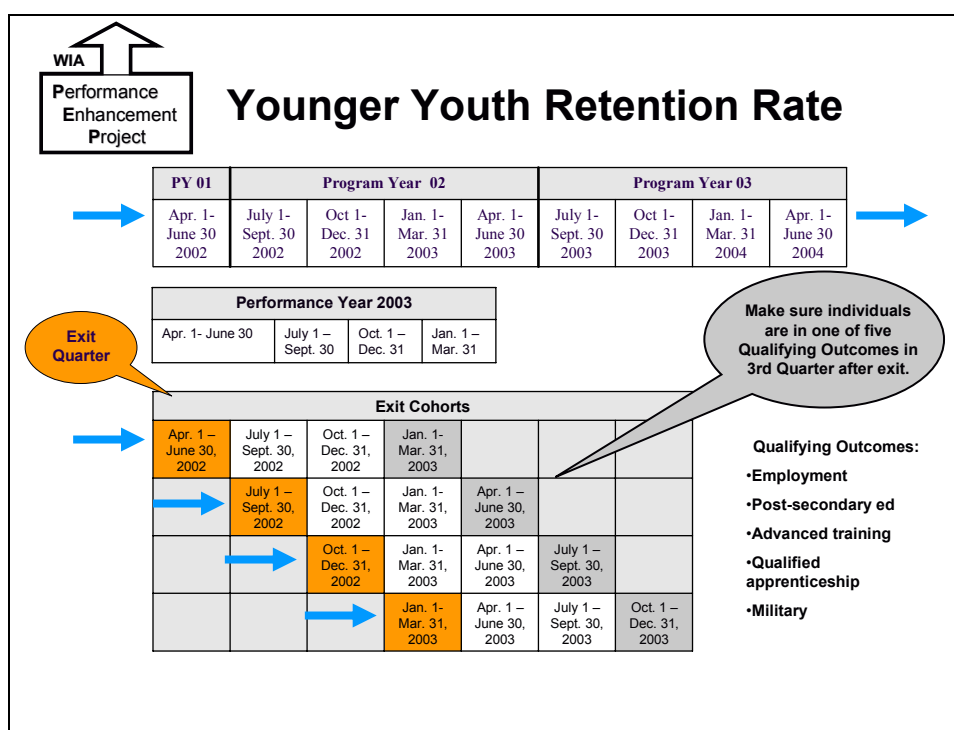 WIA
Performance
Enhancement
Project
Younger Youth Retention Rate
PY 01 Program Year 02 Program Year 03
Apr. 1- July 1- Oct 1- Jan. 1- Apr. 1- July 1- Oct 1- Jan. 1- Apr. 1-
June 30 Sept. 30 Dec. 31 Mar. 31 June 30 Sept. 30 Dec. 31 Mar. 31 June 30
2002 2002 2002 2003 2003 2003 2003 2004 2004
Performance Year 2003
Apr. 1- June 30 July 1 – Oct. 1 – Jan. 1 –
Sept. 30 Dec. 31 Mar. 31
Exit
Quarter
Make sure individuals
are in one of five
Qualifying Outcomes in
3rd Quarter after exit.
Exit Cohorts
Apr. 1 – July 1 – Oct. 1 – Jan. 1-
June 30, Sept. 30, Dec. 31, Mar. 31,
2002 2002 2002 2003
July 1 – Oct. 1 – Jan. 1- Apr. 1 –
Sept. 30, Dec. 31, Mar. 31, June 30,
2002 2002 2003 2003
Oct. 1 – Jan. 1- Apr. 1 – July 1 –
Dec. 31, Mar. 31, June 30, Sept. 30,
2002 2003 2003 2003
Jan. 1- Apr. 1 – July 1 – Oct. 1 –
Mar. 31, June 30, Sept. 30, Dec. 31,
2003 2003 2003 2003
Qualifying Outcomes:
•Employment
•Post-secondary ed
•Advanced training
•Qualified
apprenticeship
•Military